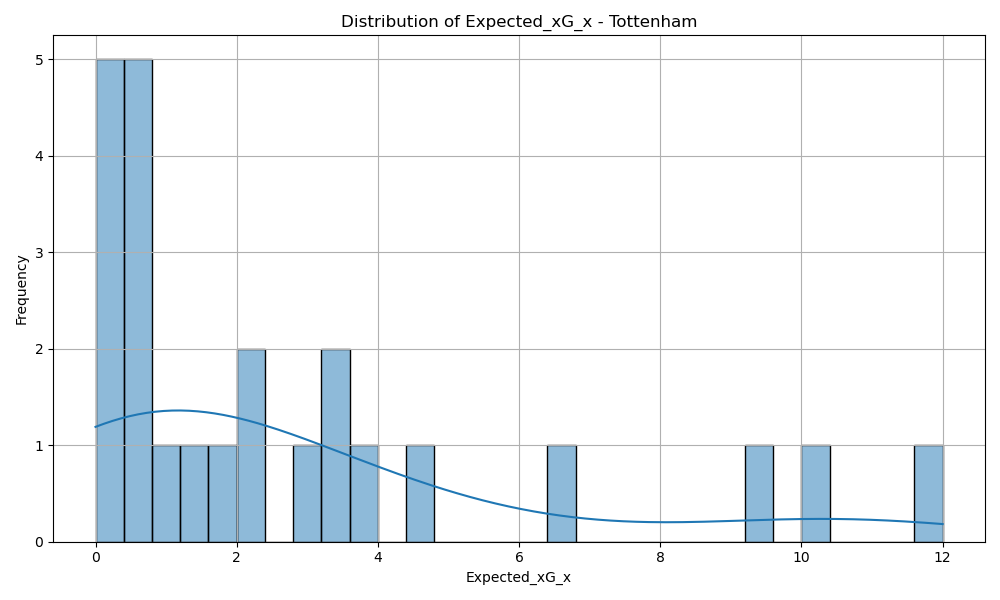 Distribution of Expected_xG_x - Tottenham
Frequency
5
4
3
2
1
0
0 2 4 6 8 10 12
Expected_xG_x